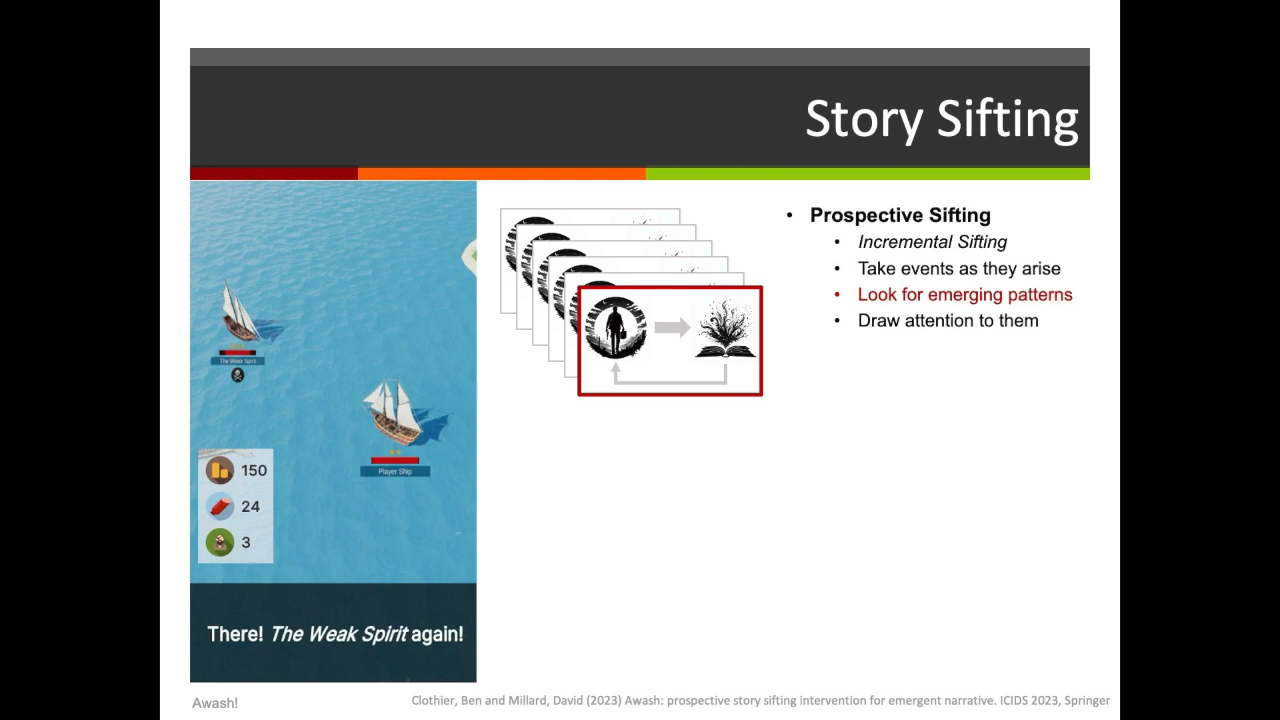 Story Sifting
The Weak Spirit
Player Ship
150
24
3
There! The Weak Spirit again!
• Prospective Sifting
• Incremental Sifting
• Take events as they arise
• Look for emerging patterns
• Draw attention to them
Awash!
Clothier, Ben and Millard, David (2023) Awash: prospective story sifting intervention for emergent narrative. ICIDS 2023, Springer